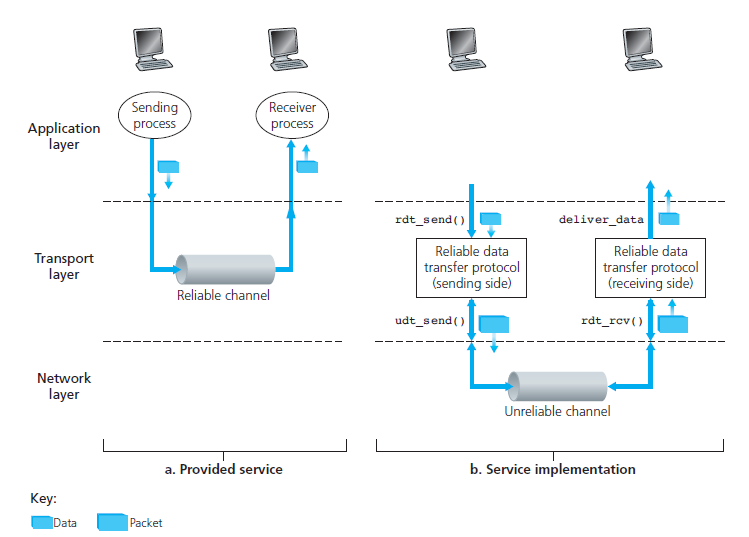 Sending
process
Receiver
process
Application
layer
rdt_send()
deliver_data
Transport
layer
Reliable data
transfer protocol
(sending side)
Reliable data
transfer protocol
(receiving side)
Reliable channel
udt_send()
rdt_rcv()
Network
layer
Unreliable channel
a. Provided service
b. Service implementation
Key:
Data
Packet